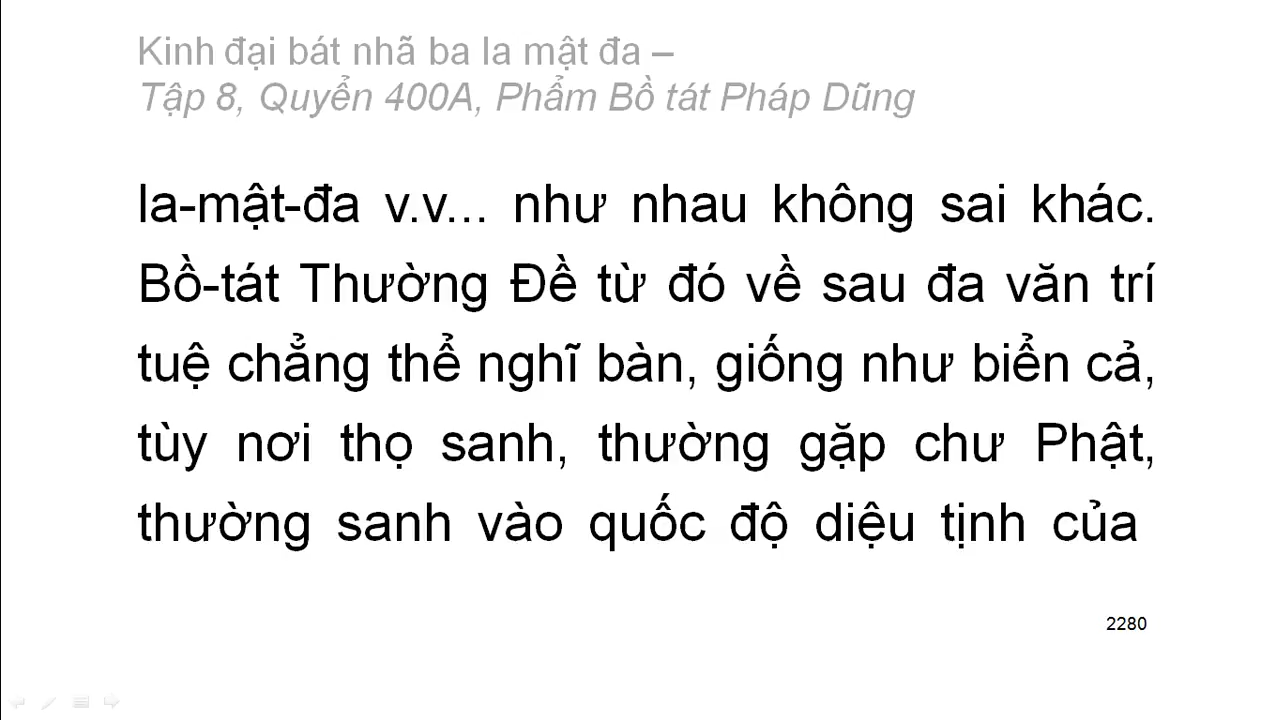 Kinh đại bát nhã ba la mật đa –
Tập 8, Quyển 400A, Phẩm Bồ tát Pháp Dũng
la-mật-đa v.v... như nhau không sai khác.
Bồ-tát Thường Đề từ đó về sau đa văn trí
tuệ chẳng thể nghĩ bàn, giống như biển cả,
tùy nơi thọ sanh, thường gặp chư Phật,
thường sanh vào quốc độ diệu tịnh của
2280